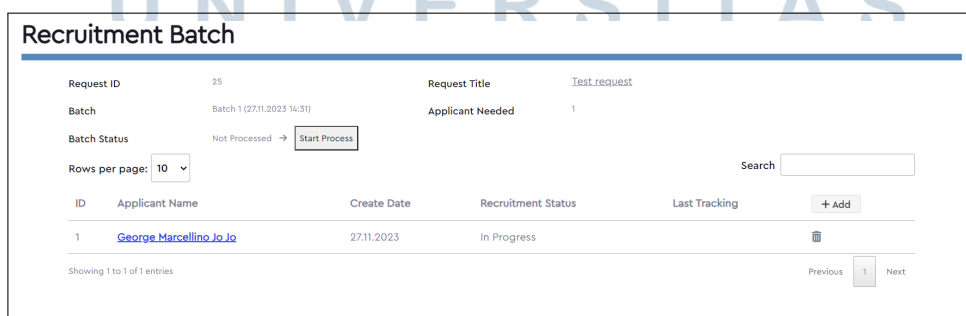 UNIVERSITAS
Recruitment Batch
Request ID 25 Request Title Test request
Batch Batch 1 (27.11.2023 14:31) Applicant Needed 1
Batch Status Not Processed → Start Process
Rows per page: 10 Search
ID Applicant Name Create Date Recruitment Status Last Tracking + Add
1 George Marcellino Jo Jo 27.11.2023 In Progress
Showing 1 to 1 of 1 entries Previous 1 Next